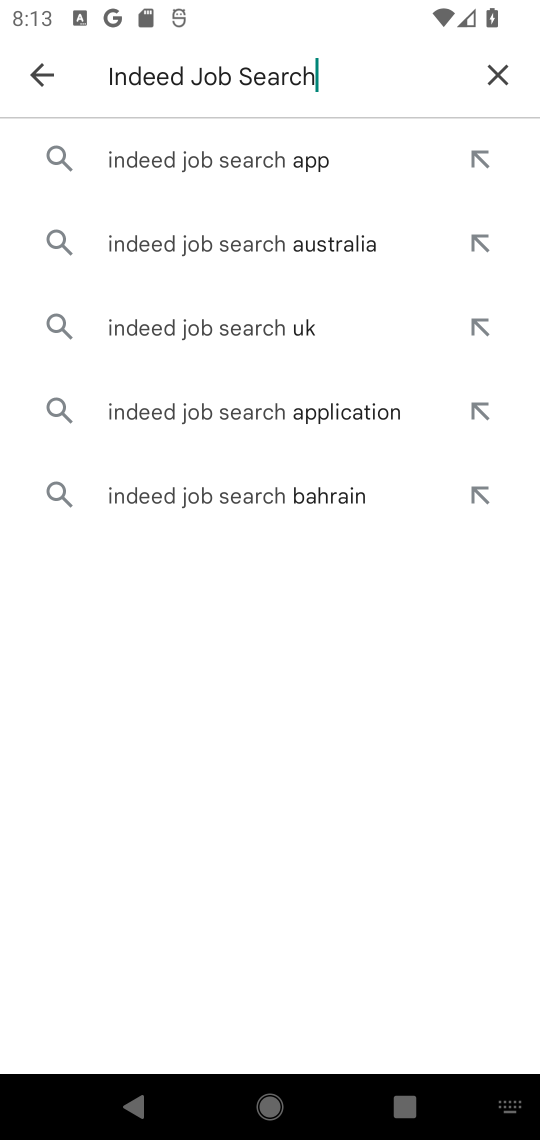 8:13
Indeed Job Search
indeed job search app
indeed job search australia
indeed job search uk
indeed job search application
indeed job search bahrain